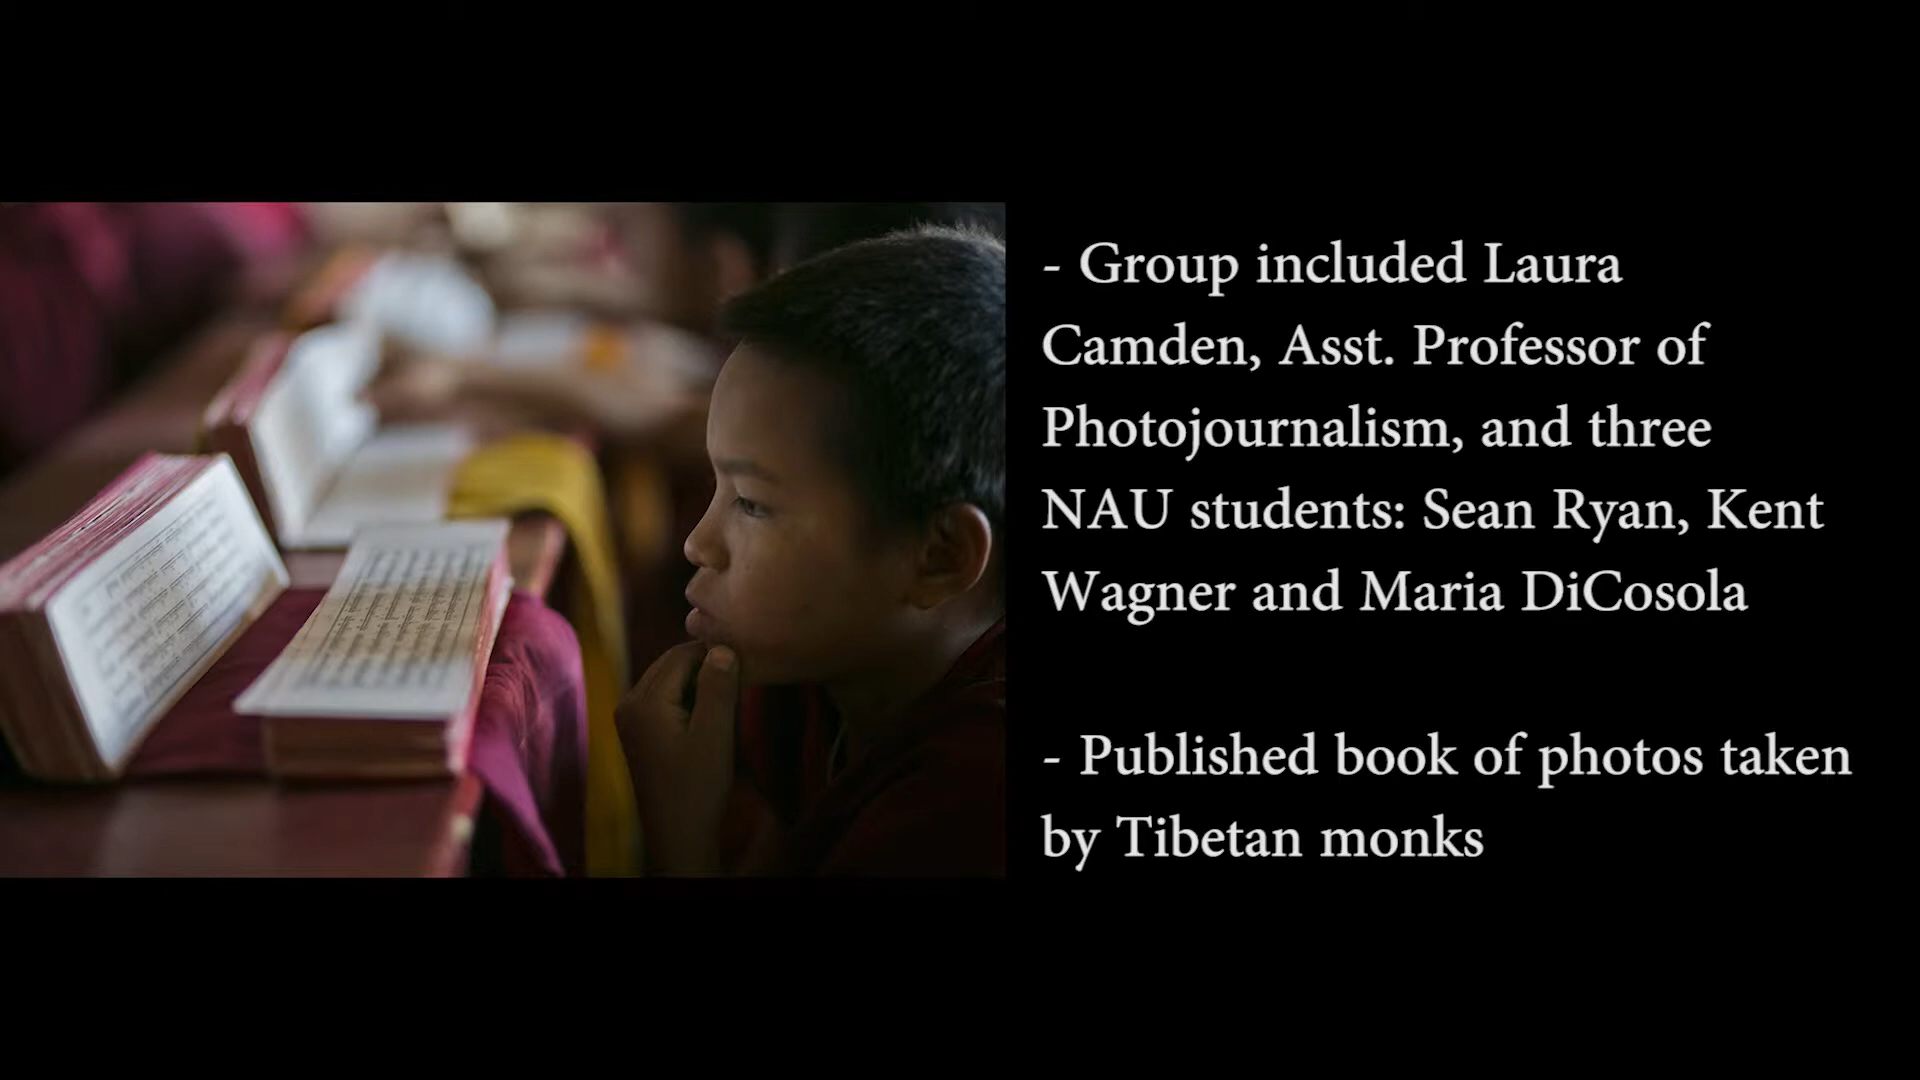 - Group included Laura
Camden, Asst. Professor of
Photojournalism, and three
NAU students: Sean Ryan, Kent
Wagner and Maria DiCosola
- Published book of photos taken
by Tibetan monks